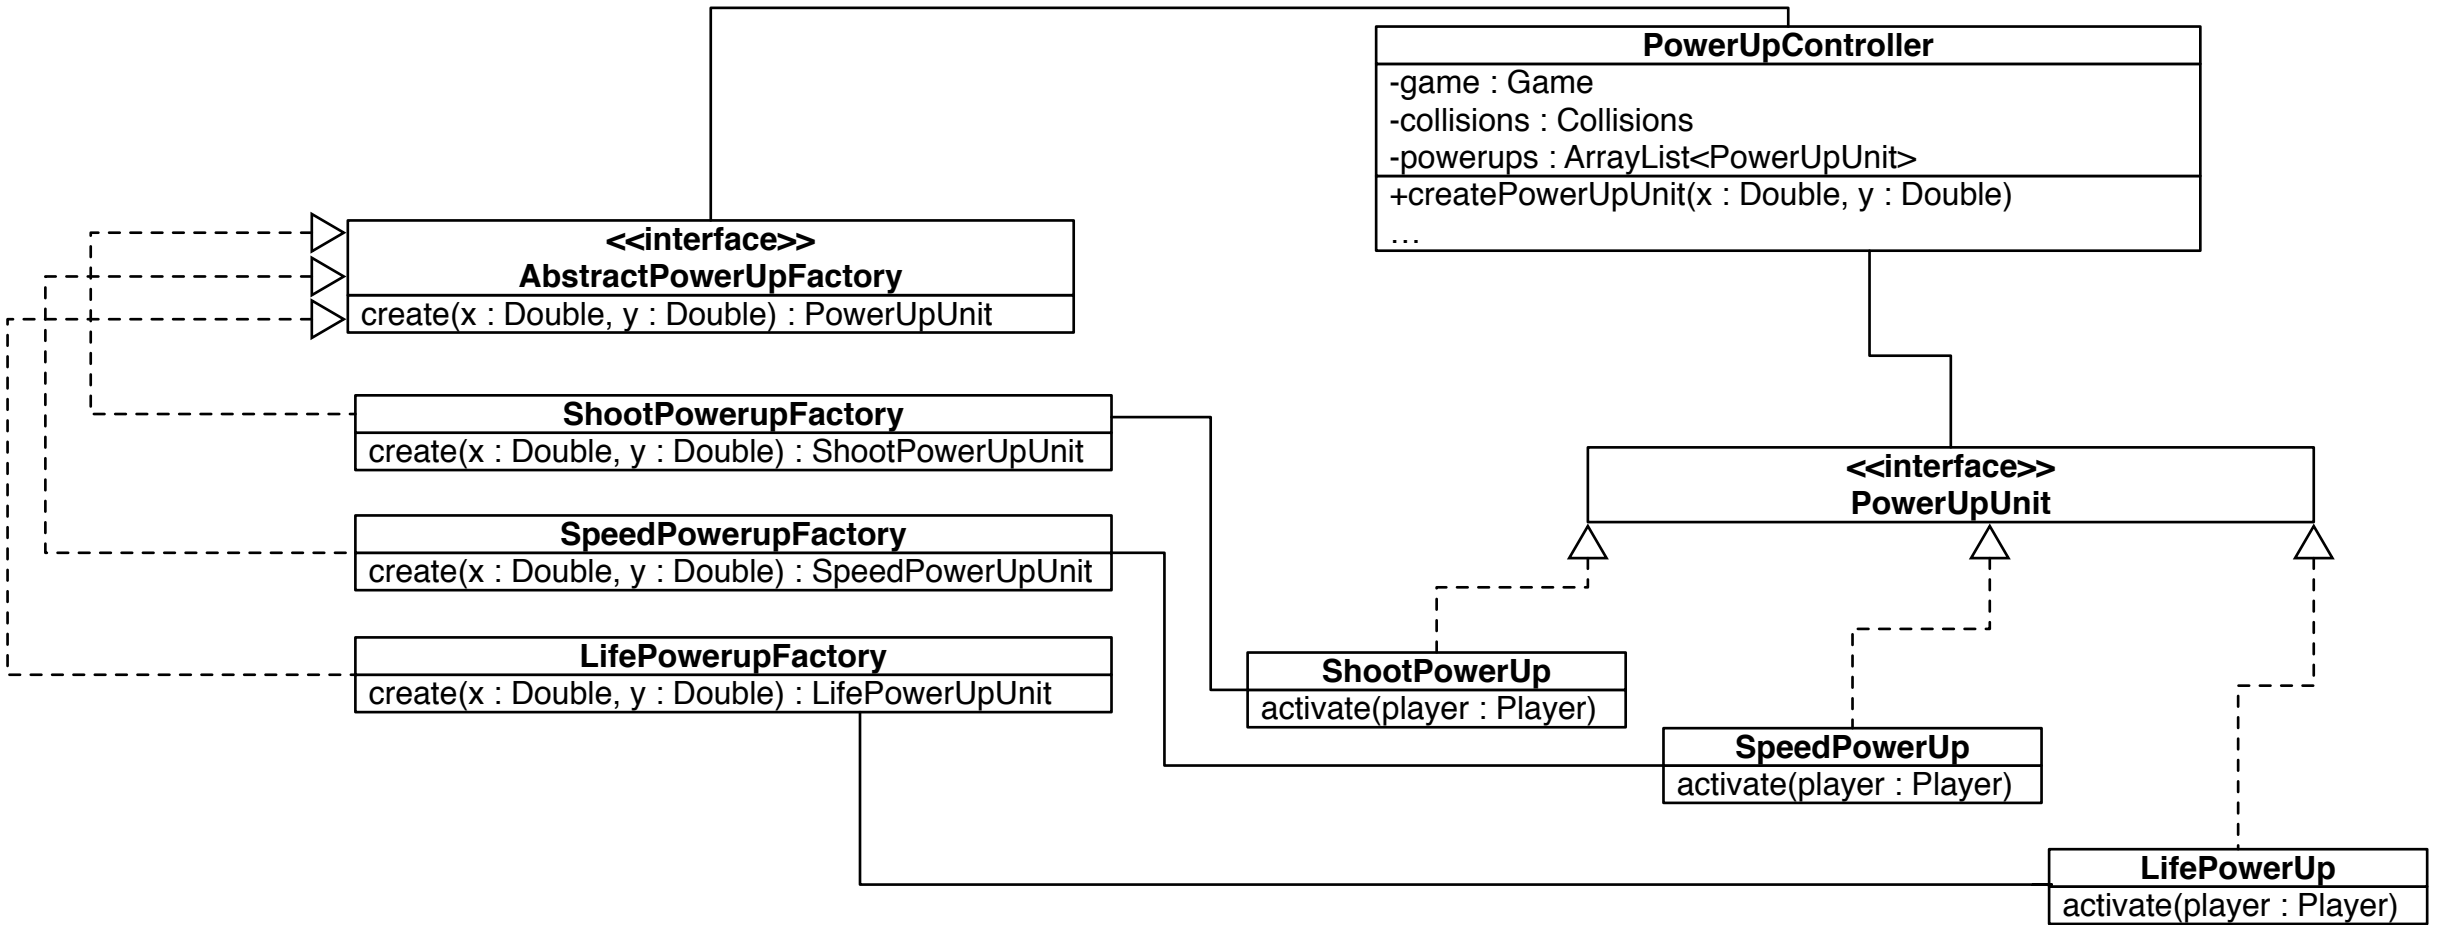 PowerUpController
-game : Game
-collisions : Collisions
-powerups : ArrayList<PowerUpUnit>
+createPowerUpUnit(x : Double, y : Double)
...
<<interface>>
AbstractPowerUpFactory
create(x : Double, y : Double) : PowerUpUnit
ShootPowerupFactory
create(x : Double, y : Double) : ShootPowerUpUnit
SpeedPowerupFactory
create(x : Double, y : Double) : SpeedPowerUpUnit
LifePowerupFactory
create(x : Double, y : Double) : LifePowerUpUnit
<<interface>>
PowerUpUnit
ShootPowerUp
activate(player : Player)
SpeedPowerUp
activate(player : Player)
LifePowerUp
activate(player : Player)